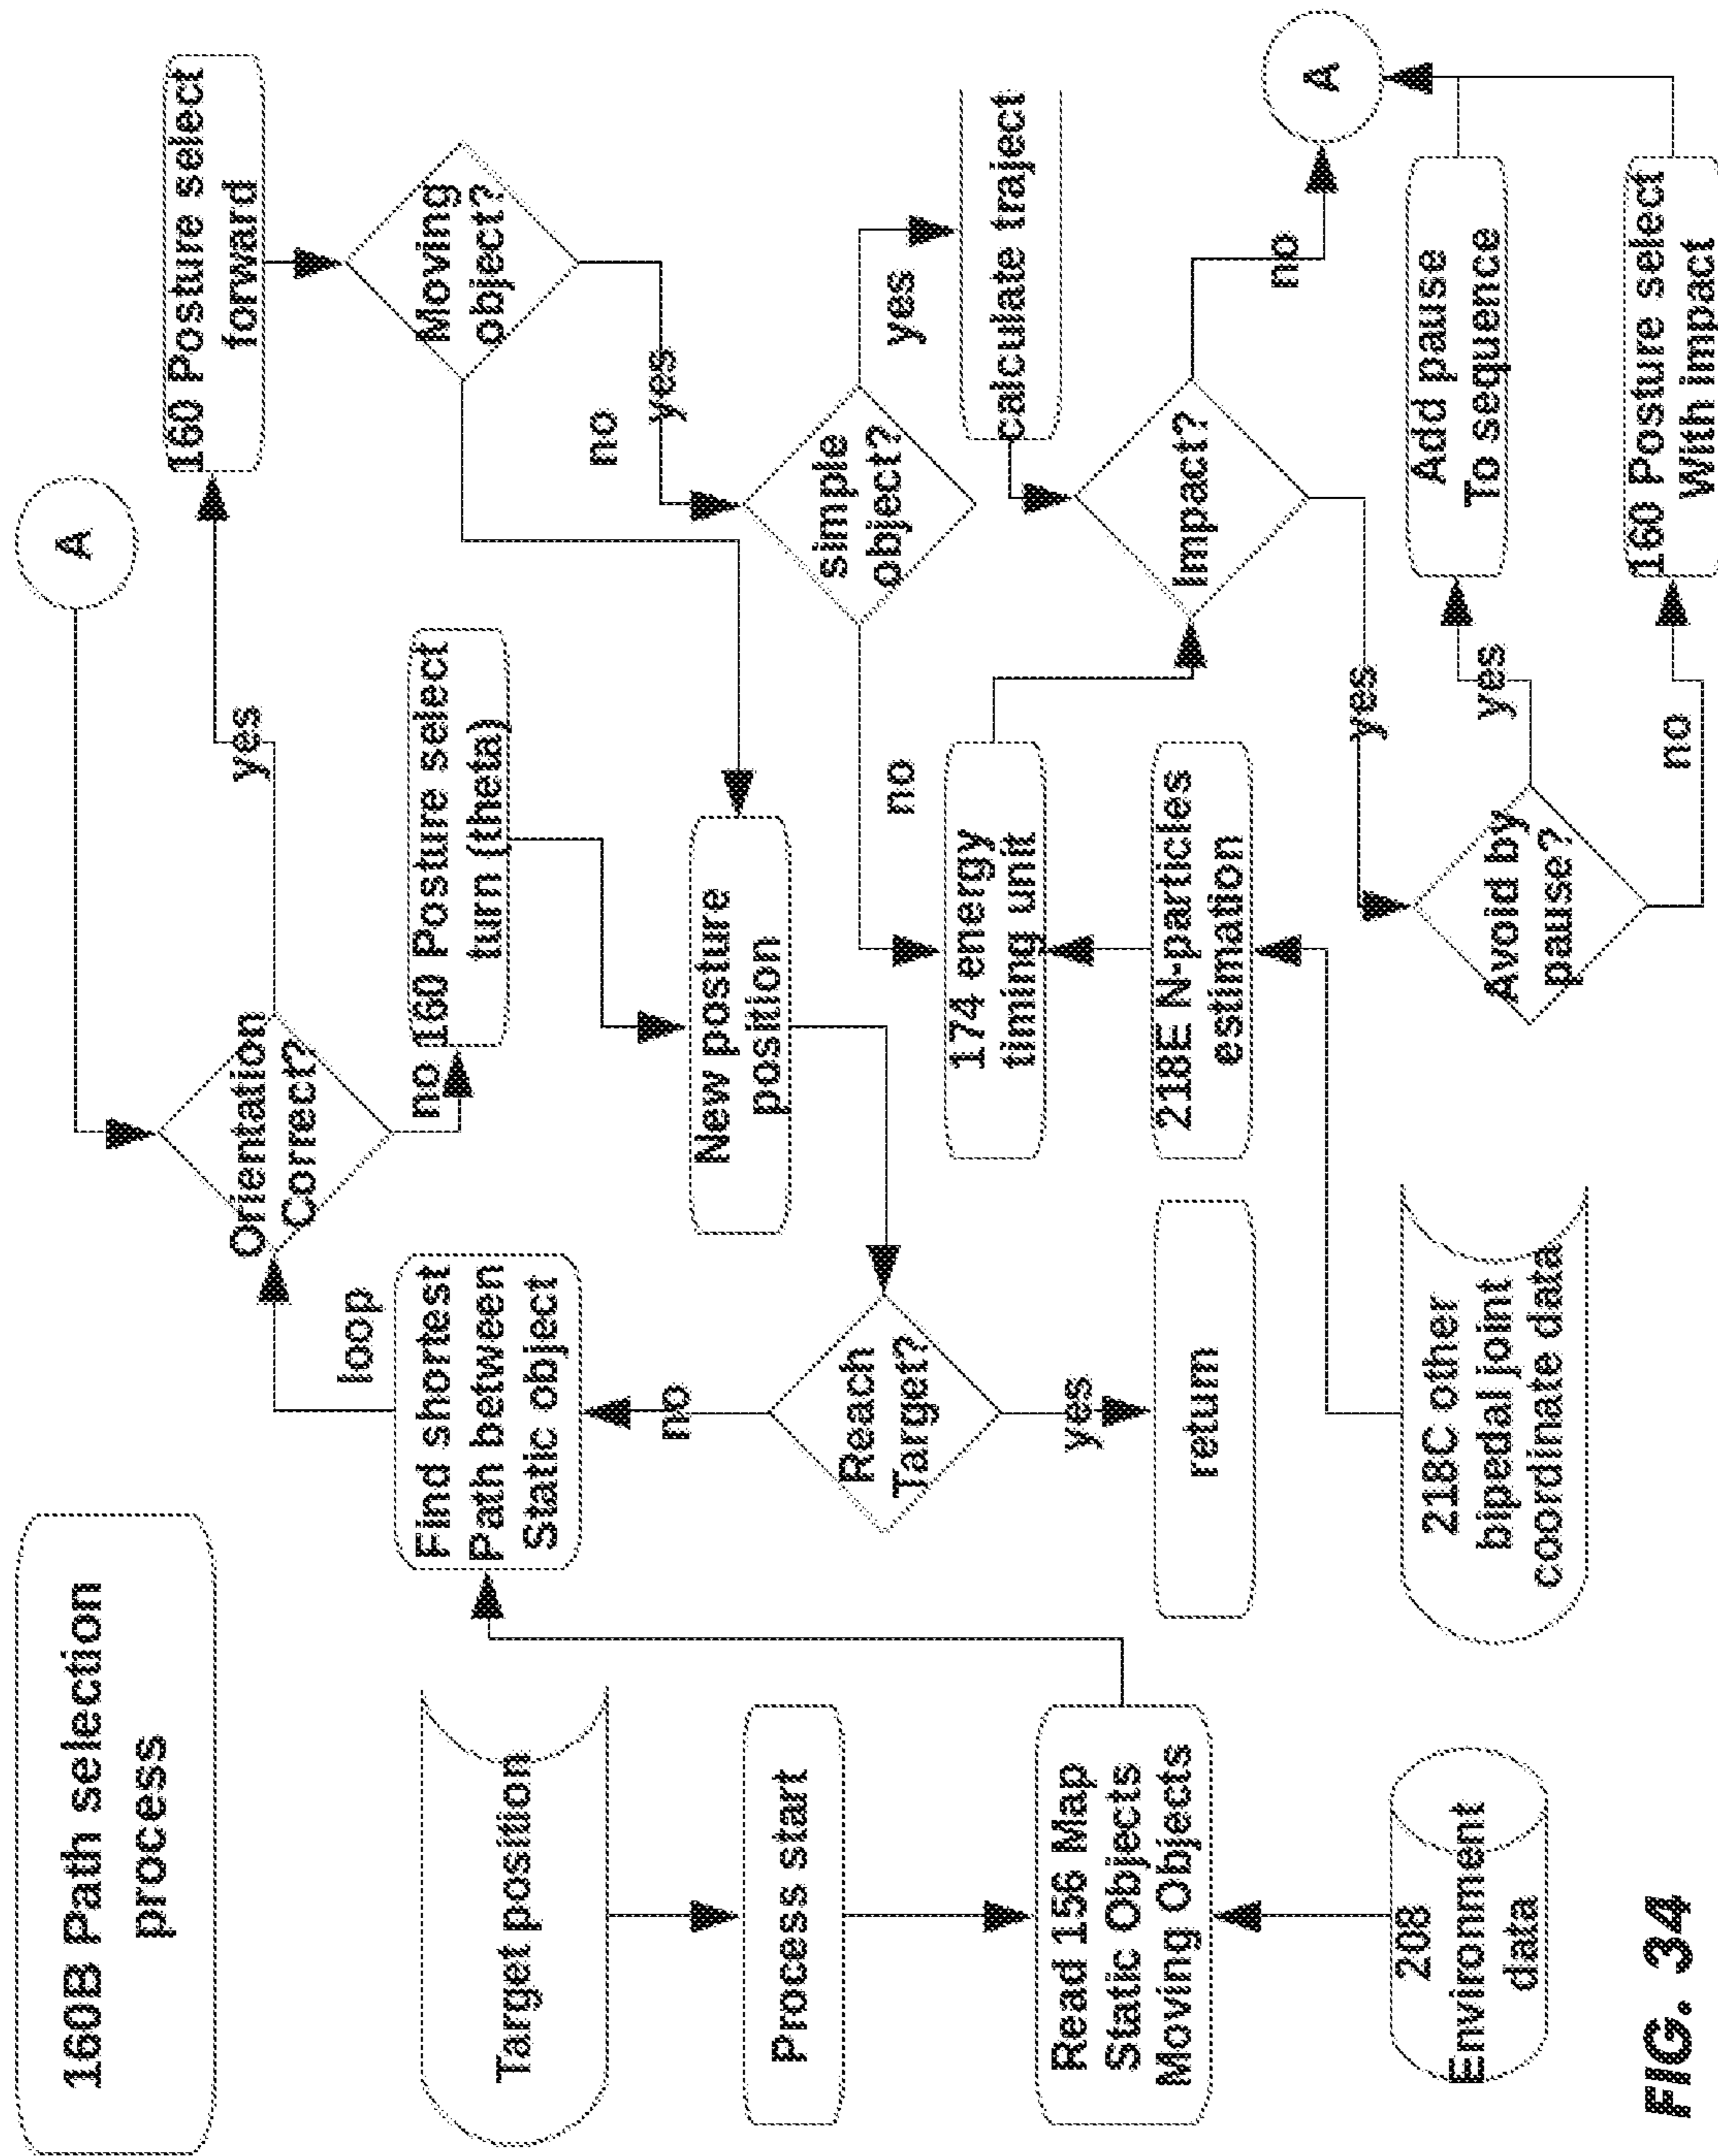 160B Path selection
process
Target position
Process start
Read 156 Map
Static Objects
Moving Objects
208
Environment
data
Find shortest
Path between
Static object
loop
Reach
Target?
no
yes
return
218C other
bipedal joint
coordinate data
A
Orientation
Correct?
yes
no
160 Posture select
turn (theta)
New posture
position
174 energy
timing unit
218E N-particles
estimation
160 Posture select
forward
Moving
object?
no
yes
simple
object?
no
yes
calculate traject
Impact?
no
yes
Avoid by
pause?
yes
no
Add pause
To sequence
160 Posture select
With impact
A
FIG. 34